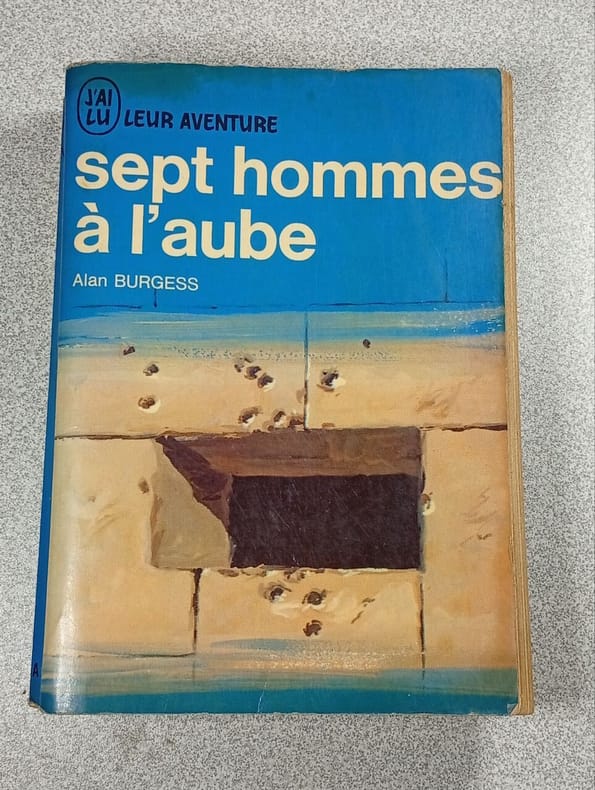 J'AI
LU
LEUR AVENTURE
sept hommes
à l'aube
Alan BURGESS
A